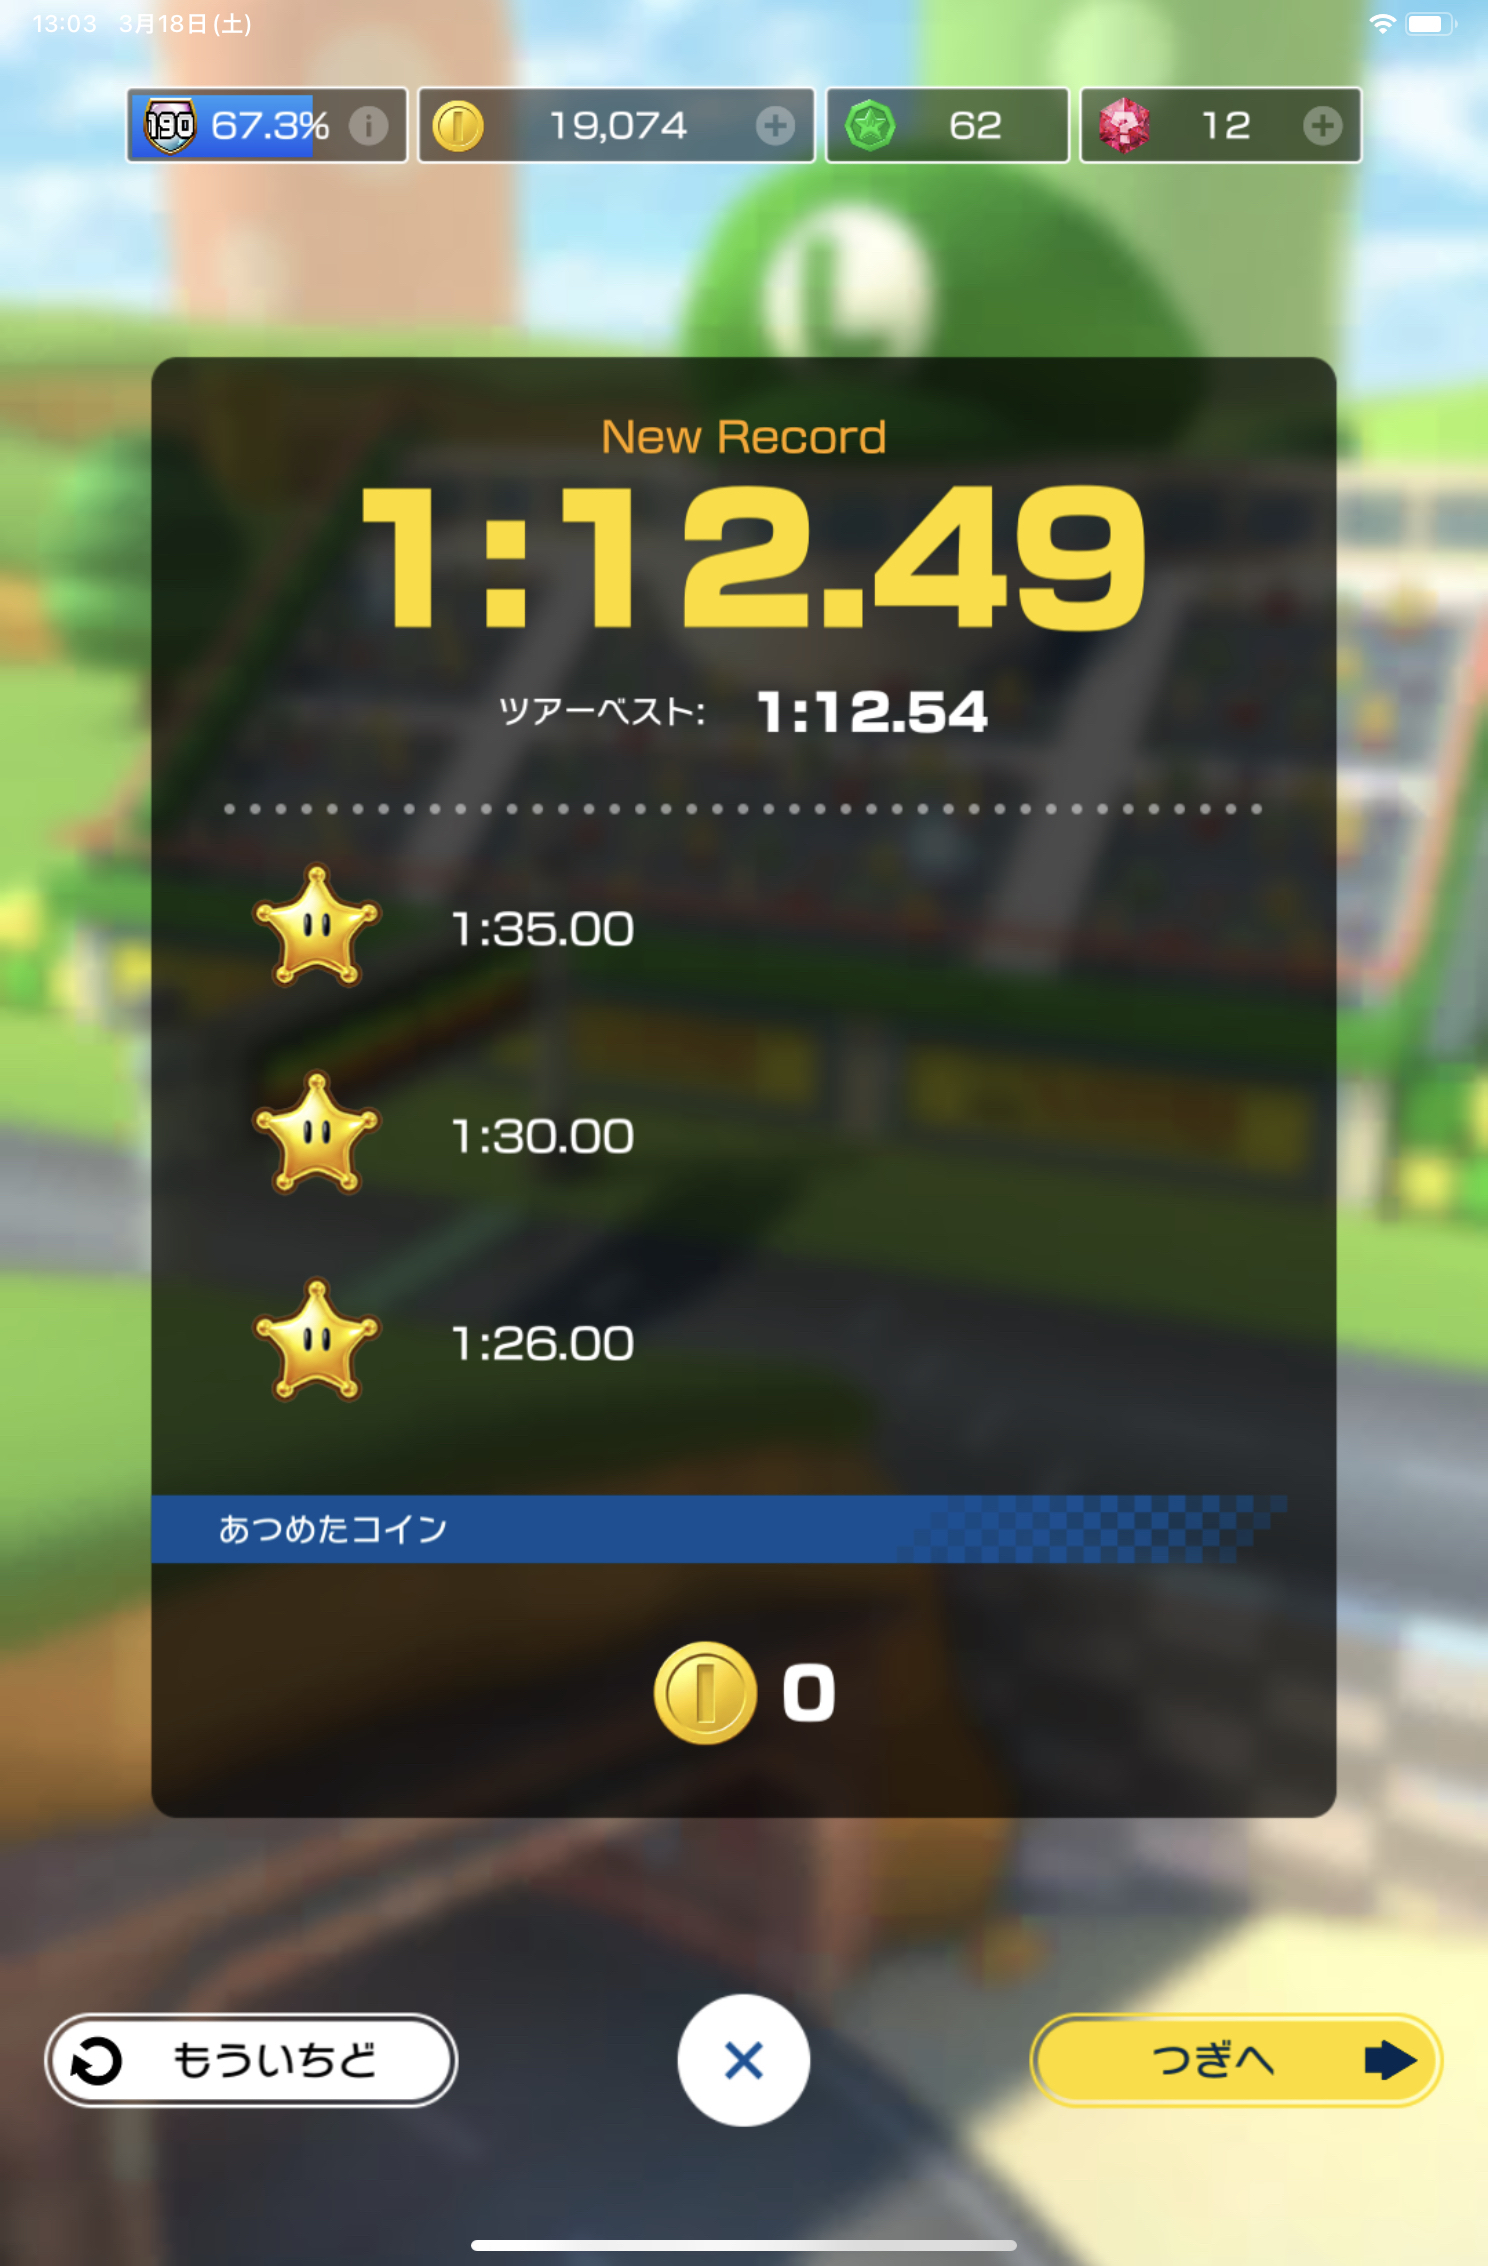 13:03 3月18日(土)
190 67.3% i 19,074 + 62 ? 12 +
L
New Record
1:12.49
ツアーベスト: 1:12.54
1:35.00
1:30.00
1:26.00
あつめたコイン
0
もういちど × つぎへ